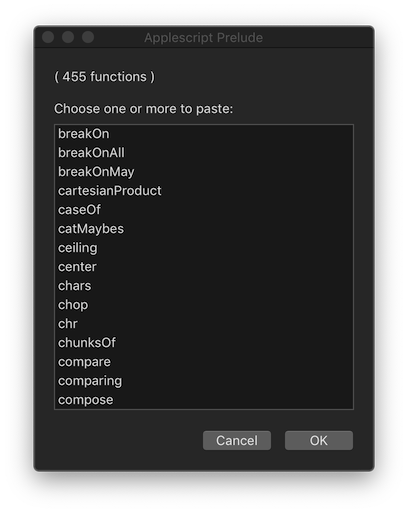 Applescript Prelude
( 455 functions )
Choose one or more to paste:
breakOn
breakOnAll
breakOnMay
cartesianProduct
caseOf
catMaybes
ceiling
center
chars
chop
chr
chunksOf
compare
comparing
compose
Cancel OK